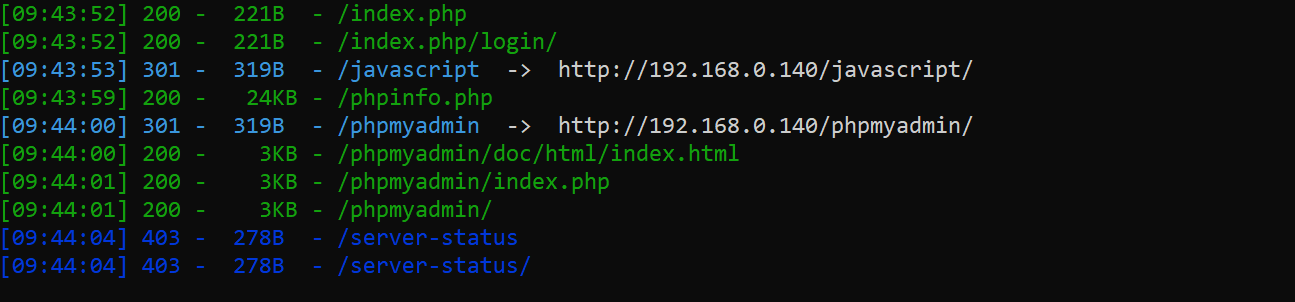 [09:43:52] 200 -  221B  - /index.php
[09:43:52] 200 -  221B  - /index.php/login/
[09:43:53] 301 -  319B  - /javascript  ->  http://192.168.0.140/javascript/
[09:43:59] 200 -   24KB - /phpinfo.php
[09:44:00] 301 -  319B  - /phpmyadmin  ->  http://192.168.0.140/phpmyadmin/
[09:44:00] 200 -    3KB - /phpmyadmin/doc/html/index.html
[09:44:01] 200 -    3KB - /phpmyadmin/index.php
[09:44:01] 200 -    3KB - /phpmyadmin/
[09:44:04] 403 -  278B  - /server-status
[09:44:04] 403 -  278B  - /server-status/